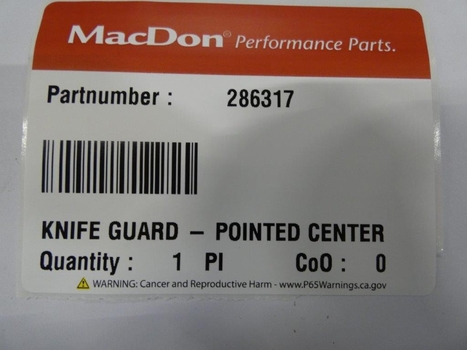 MacDon® Performance Parts.
Partnumber : 286317
KNIFE GUARD – POINTED CENTER
Quantity : 1 PI CoO : 0
⚠ WARNING: Cancer and Reproductive Harm - www.P65Warnings.ca.gov